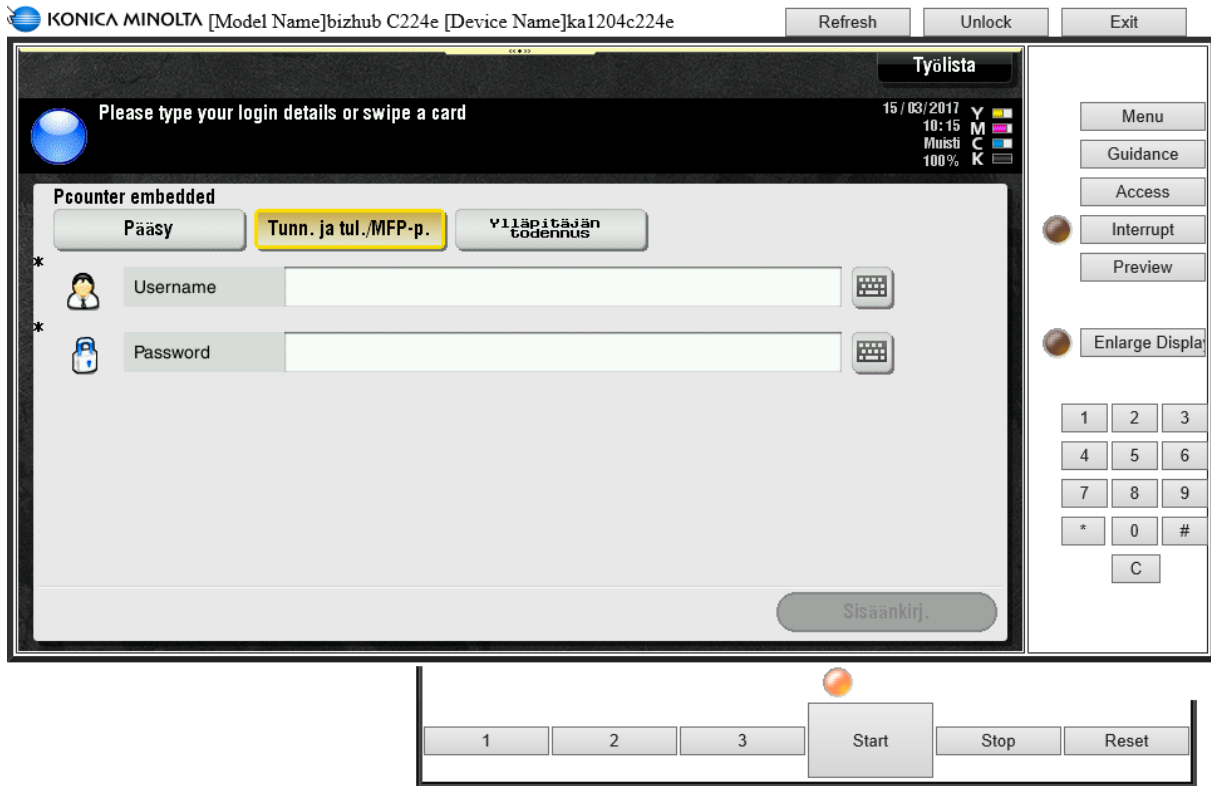 KONICA MINOLTA [Model Name]bizhub C224e [Device Name]ka1204c224e Refresh Unlock Exit
Työlista
Please type your login details or swipe a card
15/03/2017
10:15
Muisti
100%
Y
M
C
K
Pcounter embedded
Pääsy Tunn. ja tul./MFP-p. Ylläpitäjän todennus
* Username
* Password
Sisäänkirj.
Menu
Guidance
Access
Interrupt
Preview
Enlarge Display
1 2 3
4 5 6
7 8 9
* 0 #
C
1 2 3 Start Stop Reset